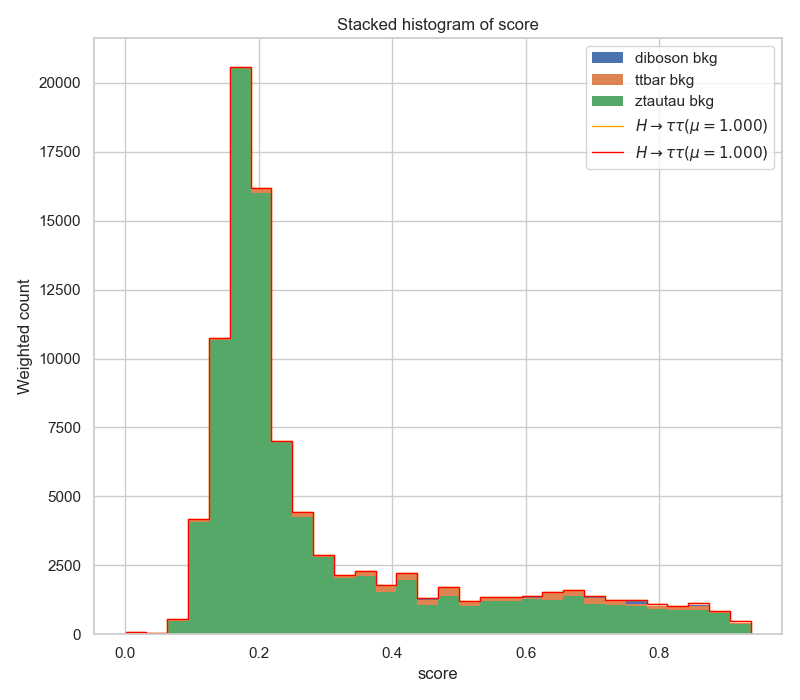 Stacked histogram of score
diboson bkg
ttbar bkg
ztautau bkg
H → ττ(μ = 1.000)
H → ττ(μ = 1.000)
Weighted count
20000
17500
15000
12500
10000
7500
5000
2500
0
0.0 0.2 0.4 0.6 0.8
score